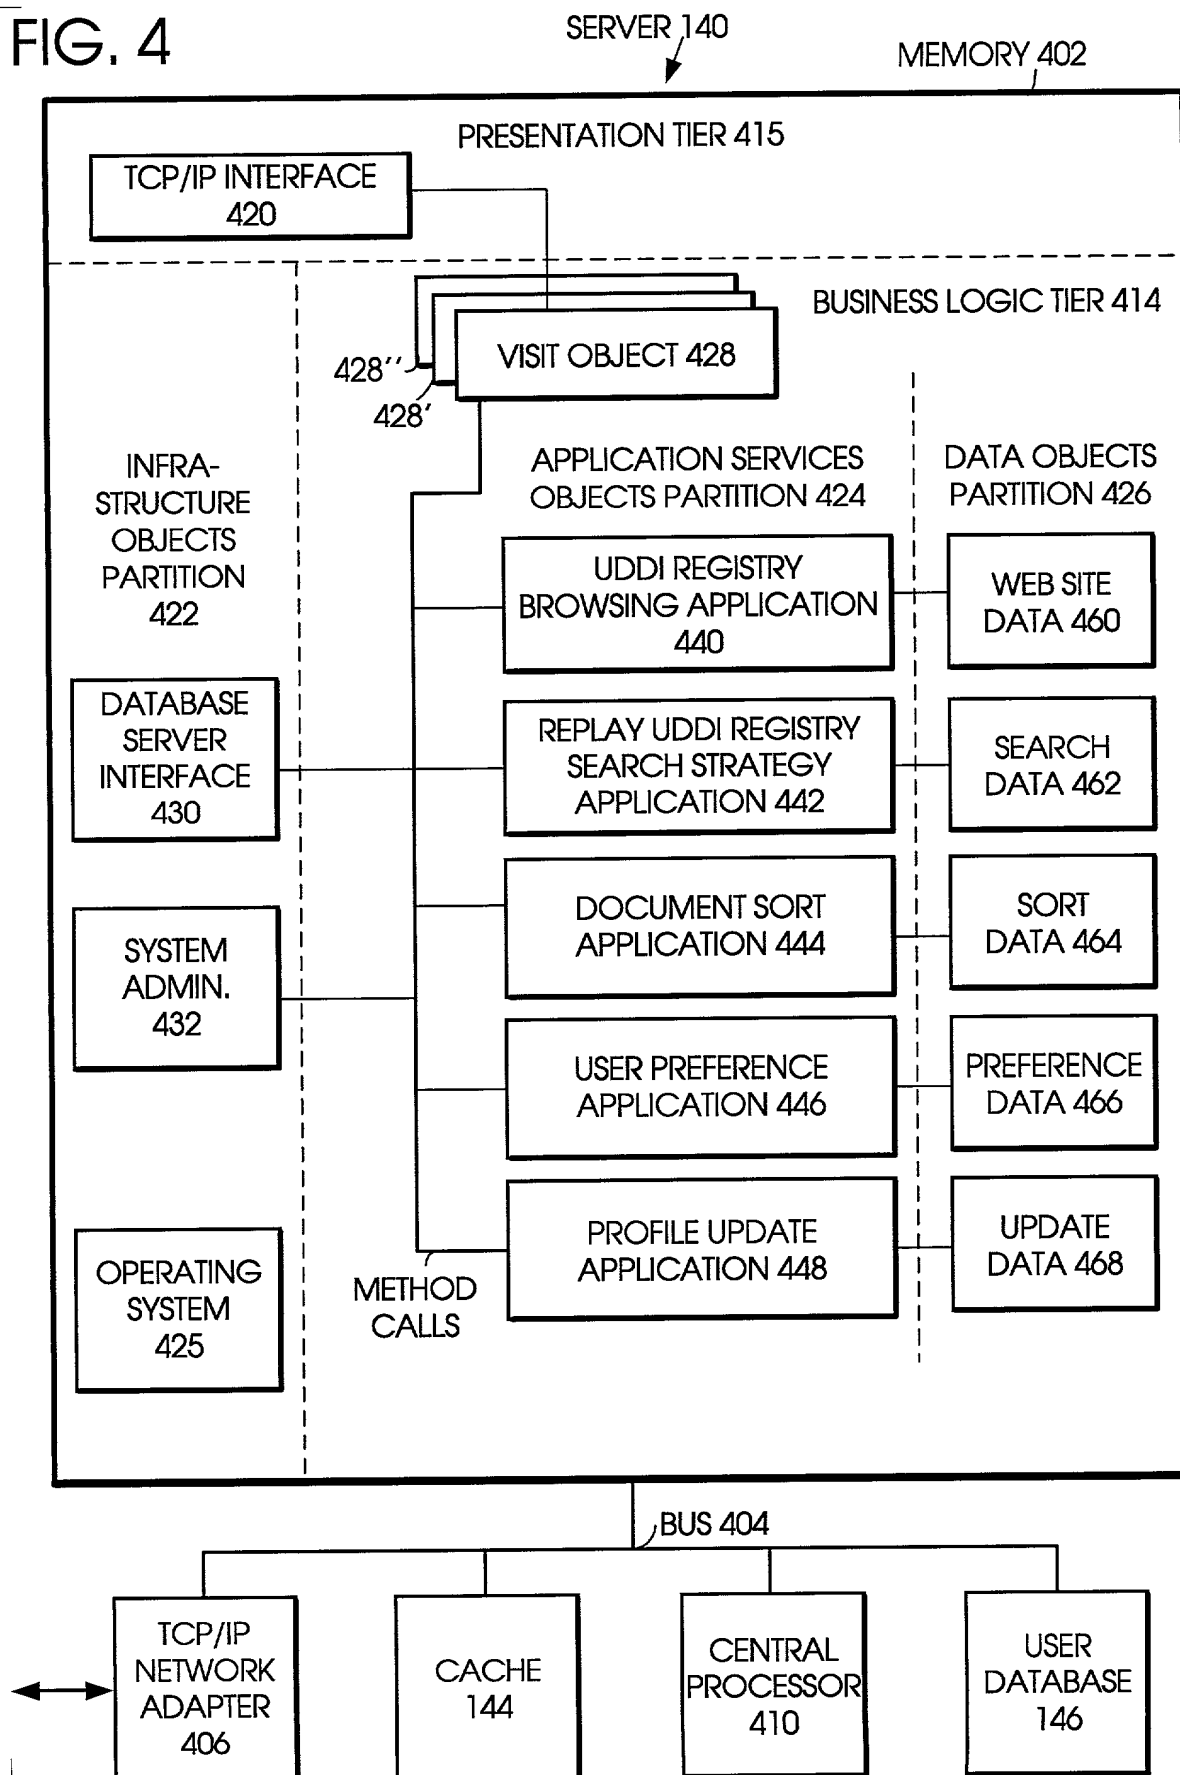 FIG. 4
SERVER 140
MEMORY 402
PRESENTATION TIER 415
TCP/IP INTERFACE
420
BUSINESS LOGIC TIER 414
VISIT OBJECT 428
428''
428'
INFRA-
STRUCTURE
OBJECTS
PARTITION
422
APPLICATION SERVICES
OBJECTS PARTITION 424
DATA OBJECTS
PARTITION 426
UDDI REGISTRY
BROWSING APPLICATION
440
WEB SITE
DATA 460
DATABASE
SERVER
INTERFACE
430
REPLAY UDDI REGISTRY
SEARCH STRATEGY
APPLICATION 442
SEARCH
DATA 462
SYSTEM
ADMIN.
432
DOCUMENT SORT
APPLICATION 444
SORT
DATA 464
USER PREFERENCE
APPLICATION 446
PREFERENCE
DATA 466
OPERATING
SYSTEM
425
METHOD
CALLS
PROFILE UPDATE
APPLICATION 448
UPDATE
DATA 468
BUS 404
TCP/IP
NETWORK
ADAPTER
406
CACHE
144
CENTRAL
PROCESSOR
410
USER
DATABASE
146